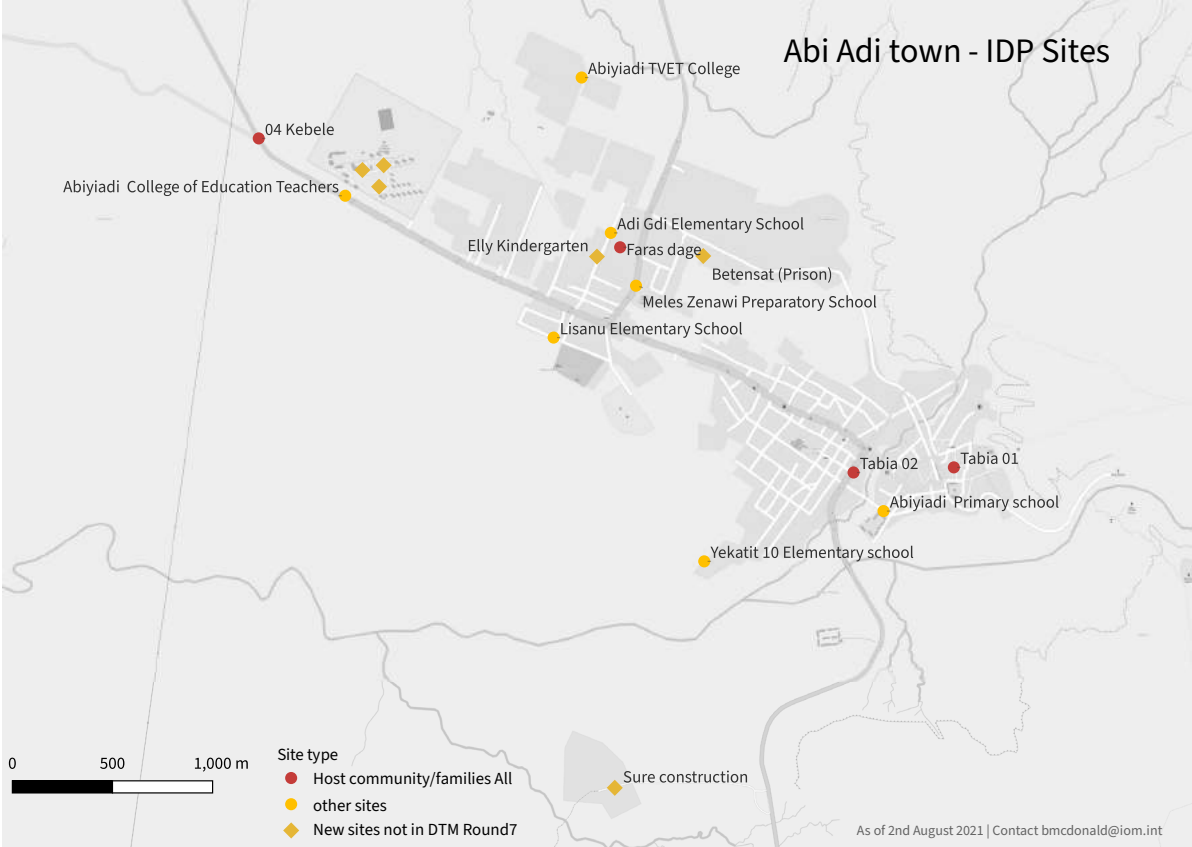 Abi Adi town - IDP Sites
Abiyiadi TVET College
04 Kebele
Abiyiadi  College of Education Teachers
Adi Gdi Elementary School
Elly Kindergarten
Faras dage
Betensat (Prison)
Meles Zenawi Preparatory School
Lisanu Elementary School
Tabia 02
Tabia 01
Abiyiadi  Primary school
Yekatit 10 Elementary school
Sure construction
0 500 1,000 m
Site type
Host community/families All
other sites
New sites not in DTM Round7
As of 2nd August 2021 | Contact bmcdonald@iom.int